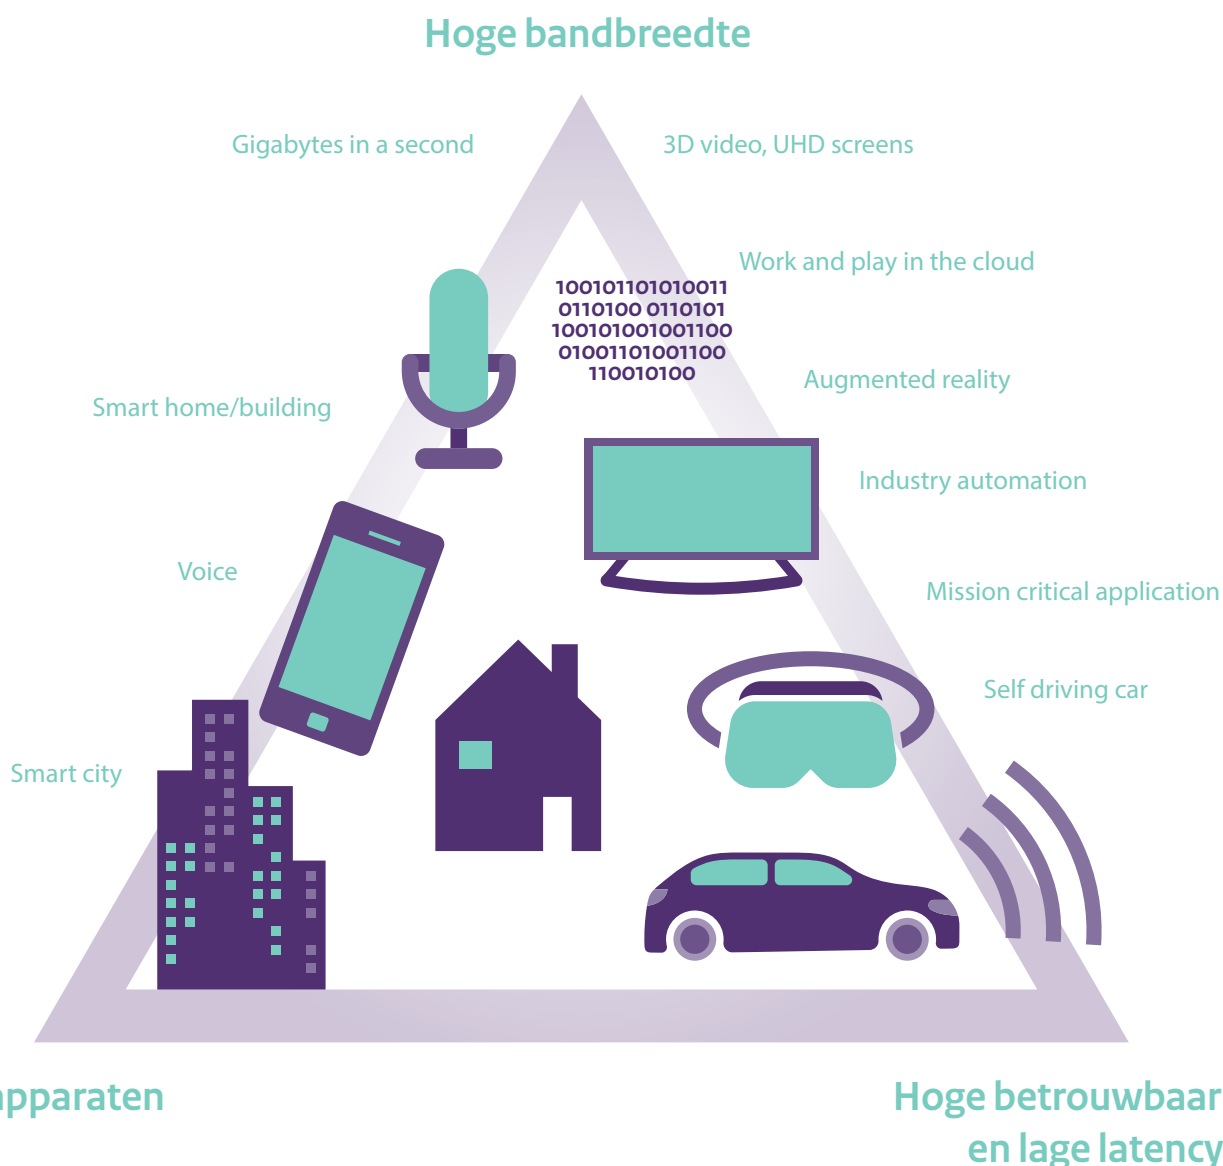 Hoge bandbreedte
Gigabytes in a second
3D video, UHD screens
Work and play in the cloud
100101101010011
0110100 0110101
100101001001100
01001101001100
110010100
Augmented reality
Smart home/building
Industry automation
Voice
Mission critical application
Self driving car
Smart city
apparaten
Hoge betrouwbaar
en lage latency